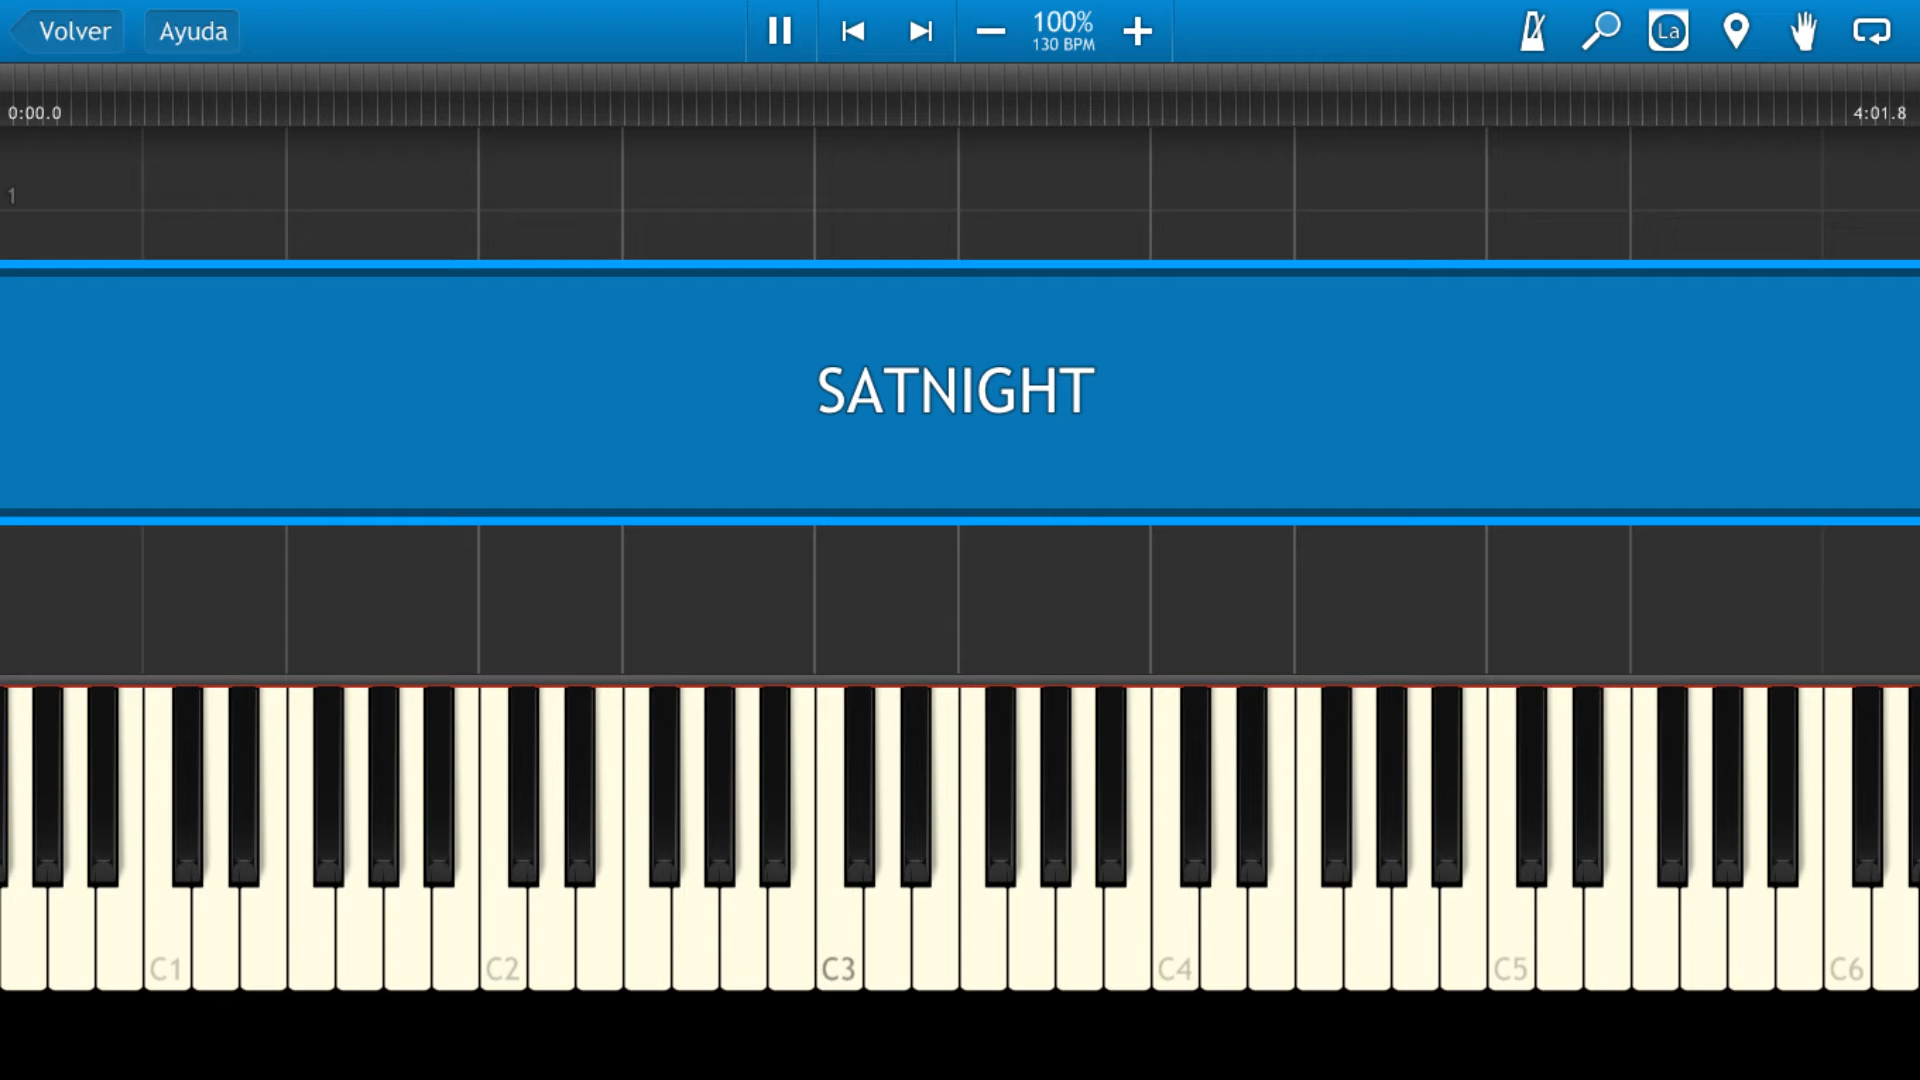 Volver Ayuda 100% La
130 BPM
0:00.0 4:01.8
1
SATNIGHT
C1 C2 C3 C4 C5 C6